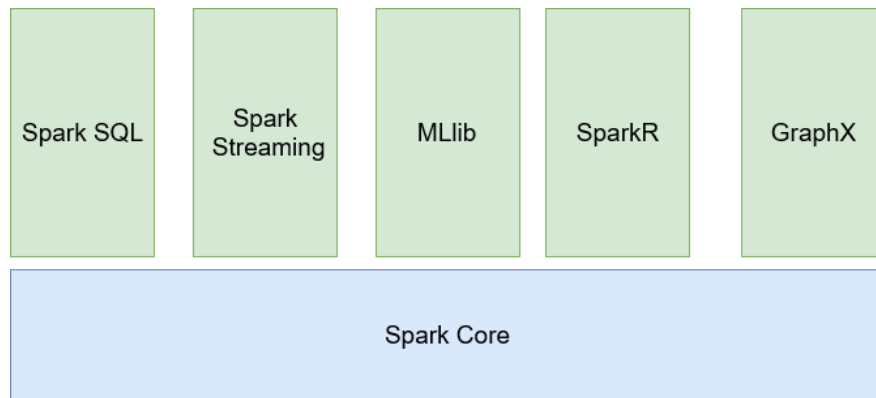 Spark SQL
Spark
Streaming
MLlib
SparkR
GraphX
Spark Core